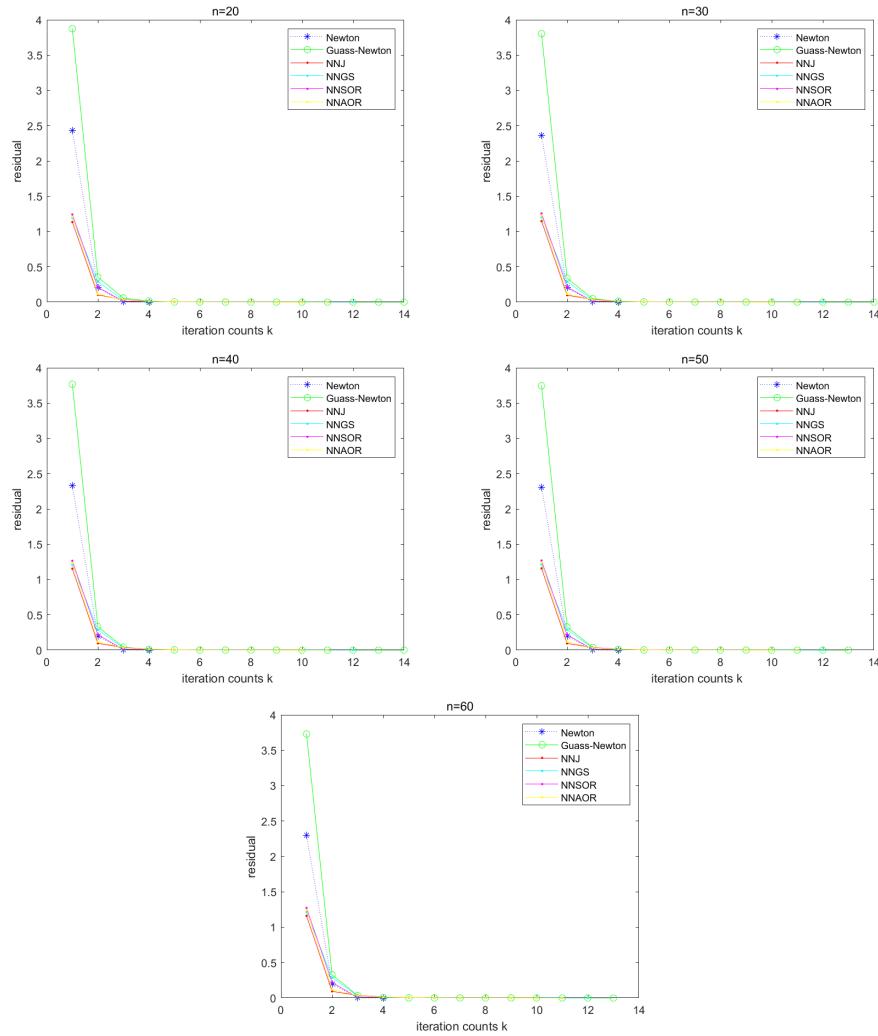 n=20
4
3.5
3
2.5
2
1.5
1
0.5
0
residual
Newton
Guass-Newton
NNJ
NNGS
NNSOR
NNAOR
0 2 4 6 8 10 12 14
iteration counts k
n=30
4
3.5
3
2.5
2
1.5
1
0.5
0
residual
Newton
Guass-Newton
NNJ
NNGS
NNSOR
NNAOR
0 2 4 6 8 10 12 14
iteration counts k
n=40
4
3.5
3
2.5
2
1.5
1
0.5
0
residual
Newton
Guass-Newton
NNJ
NNGS
NNSOR
NNAOR
0 2 4 6 8 10 12 14
iteration counts k
n=50
4
3.5
3
2.5
2
1.5
1
0.5
0
residual
Newton
Guass-Newton
NNJ
NNGS
NNSOR
NNAOR
0 2 4 6 8 10 12 14
iteration counts k
n=60
4
3.5
3
2.5
2
1.5
1
0.5
0
residual
Newton
Guass-Newton
NNJ
NNGS
NNSOR
NNAOR
0 2 4 6 8 10 12 14
iteration counts k